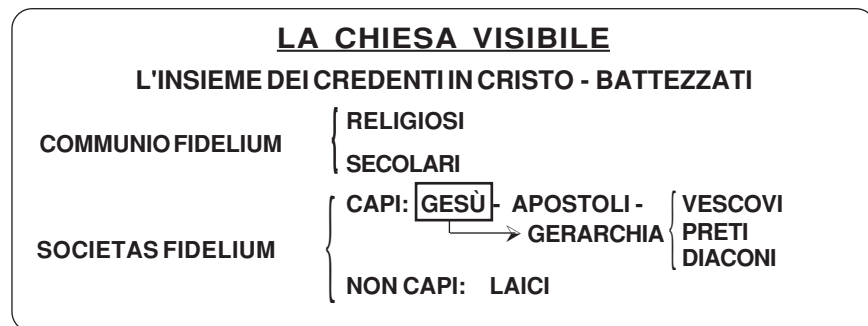 LA CHIESA VISIBILE
L'INSIEME DEI CREDENTI IN CRISTO - BATTEZZATI
COMMUNIO FIDELIUM
RELIGIOSI
SECOLARI
SOCIETAS FIDELIUM
CAPI: GESÙ - APOSTOLI -
GERARCHIA
VESCOVI
PRETI
DIACONI
NON CAPI: LAICI